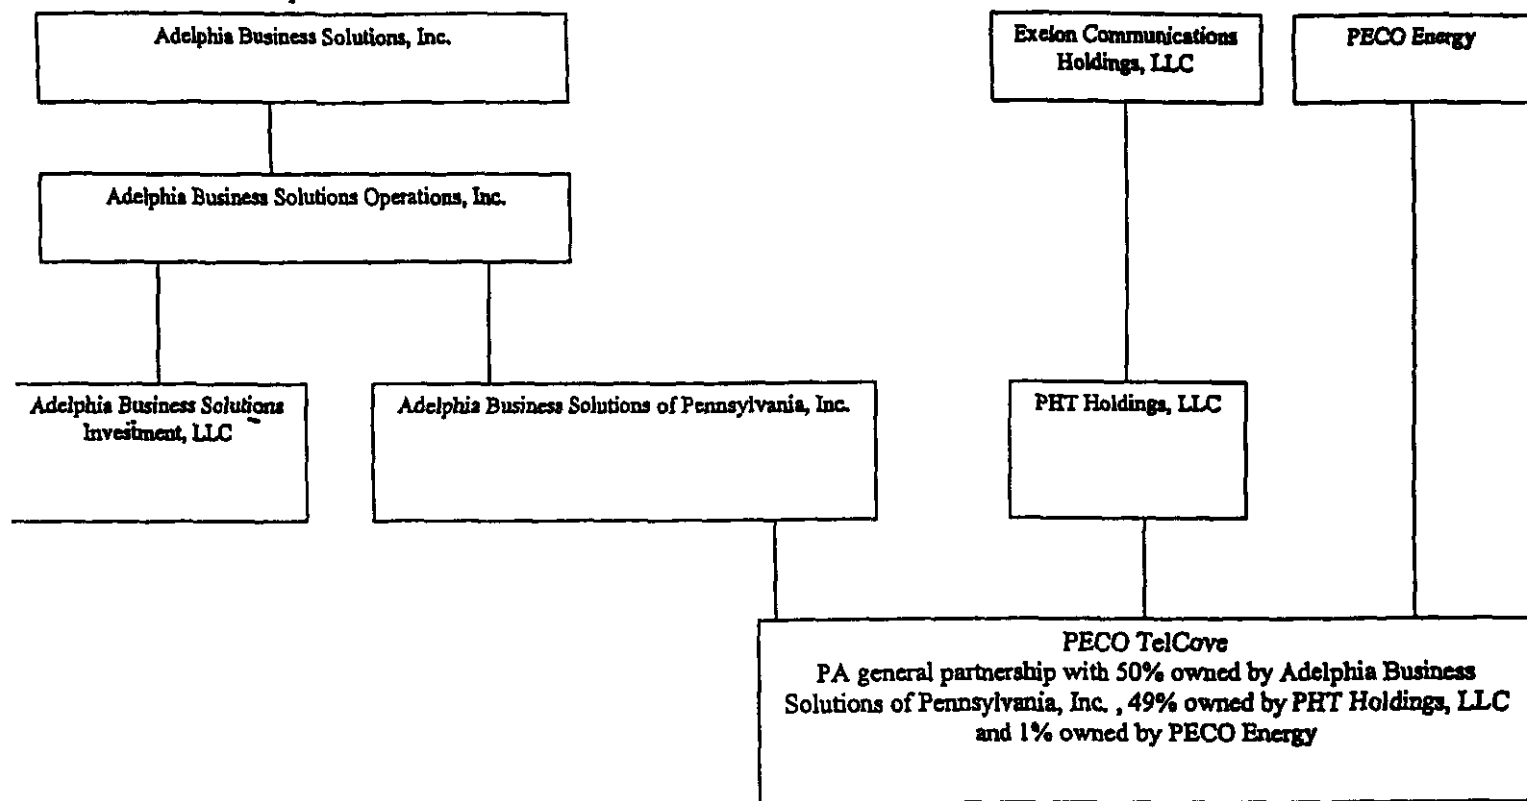 Adelphia Business Solutions, Inc.
Exelon Communications
Holdings, LLC
PECO Energy
Adelphia Business Solutions Operations, Inc.
Adelphia Business Solutions
Investment, LLC
Adelphia Business Solutions of Pennsylvania, Inc.
PHT Holdings, LLC
PECO TelCove
PA general partnership with 50% owned by Adelphia Business
Solutions of Pennsylvania, Inc. , 49% owned by PHT Holdings, LLC
and 1% owned by PECO Energy